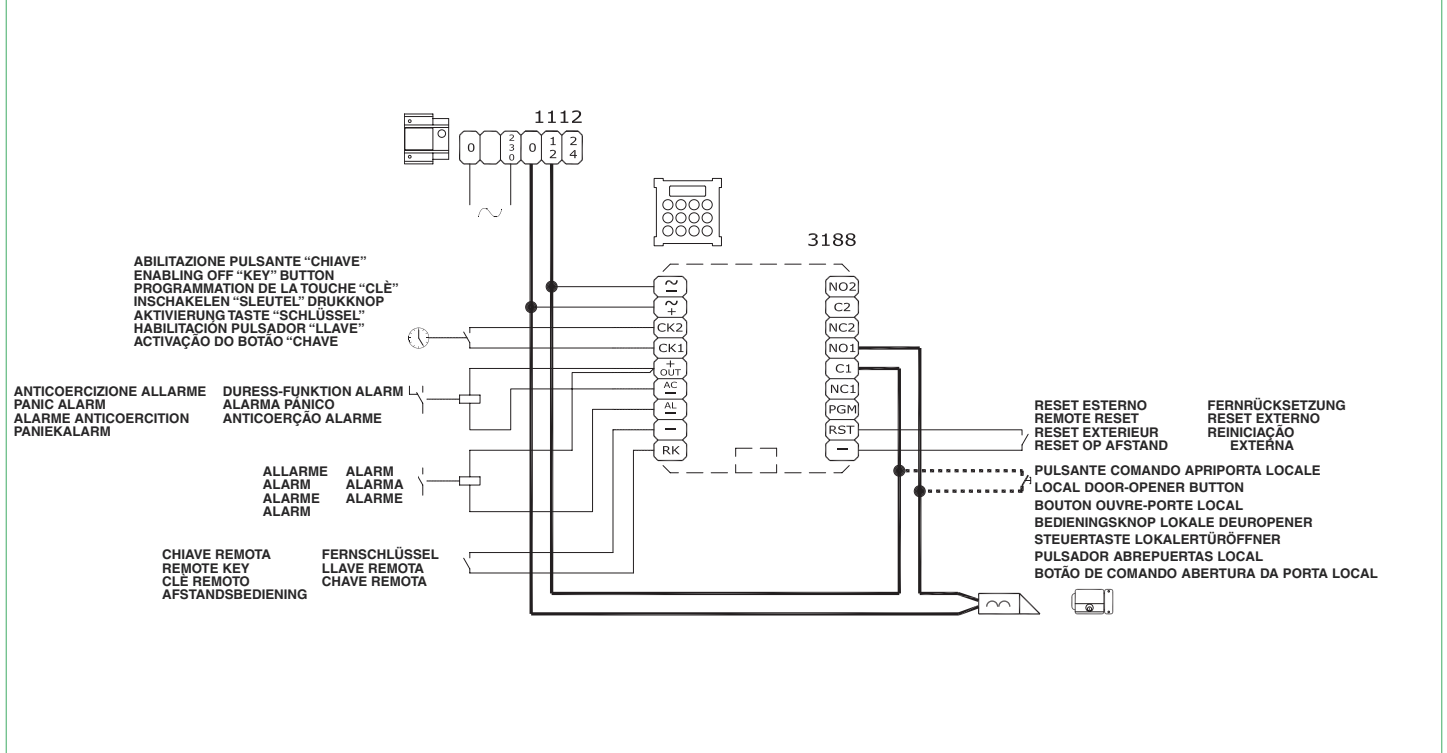 1112
0 230 0 12 24
3188
ABILITAZIONE PULSANTE “CHIAVE”
ENABLING OFF “KEY” BUTTON
PROGRAMMATION DE LA TOUCHE “CLÈ”
INSCHAKELEN “SLEUTEL” DRUKKNOP
AKTIVIERUNG TASTE “SCHLÜSSEL”
HABILITACIÓN PULSADOR “LLAVE”
ACTIVAÇÃO DO BOTÃO “CHAVE
~
–
~
+
CK2
CK1
+
OUT
AC
–
AL
–
–
RK
NO2
C2
NC2
NO1
C1
NC1
PGM
RST
–
ANTICOERCIZIONE ALLARME
PANIC ALARM
ALARME ANTICOERCITION
PANIEKALARM
DURESS-FUNKTION ALARM
ALARMA PÁNICO
ANTICOERÇÃO ALARME
ALLARME
ALARM
ALARME
ALARM
ALARM
ALARMA
ALARME
CHIAVE REMOTA
REMOTE KEY
CLÈ REMOTO
AFSTANDSBEDIENING
FERNSCHLÜSSEL
LLAVE REMOTA
CHAVE REMOTA
RESET ESTERNO
REMOTE RESET
RESET EXTERIEUR
RESET OP AFSTAND
FERNRÜCKSETZUNG
RESET EXTERNO
REINICIAÇÃO
EXTERNA
PULSANTE COMANDO APRIPORTA LOCALE
LOCAL DOOR-OPENER BUTTON
BOUTON OUVRE-PORTE LOCAL
BEDIENINGSKNOP LOKALE DEUROPENER
STEUERTASTE LOKALERTÜRÖFFNER
PULSADOR ABREPUERTAS LOCAL
BOTÃO DE COMANDO ABERTURA DA PORTA LOCAL